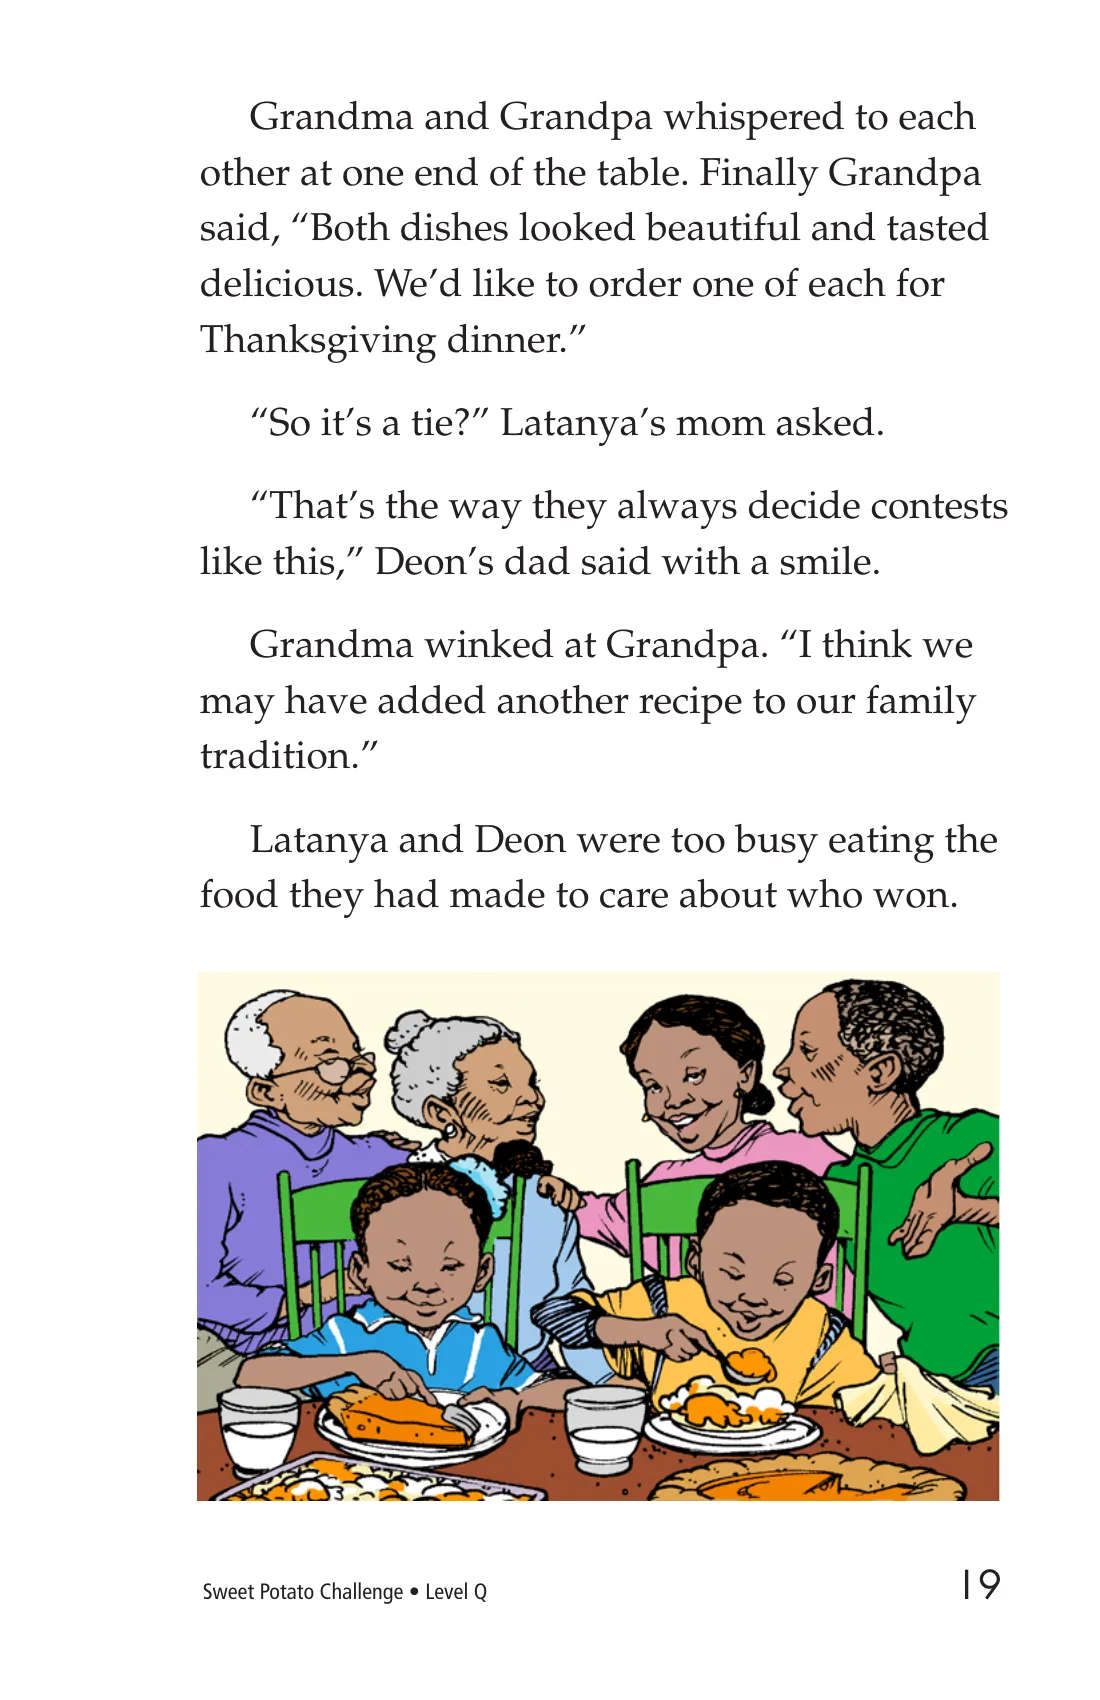 Grandma and Grandpa whispered to each
other at one end of the table. Finally Grandpa
said, “Both dishes looked beautiful and tasted
delicious. We’d like to order one of each for
Thanksgiving dinner.”
“So it’s a tie?” Latanya’s mom asked.
“That’s the way they always decide contests
like this,” Deon’s dad said with a smile.
Grandma winked at Grandpa. “I think we
may have added another recipe to our family
tradition.”
Latanya and Deon were too busy eating the
food they had made to care about who won.
Sweet Potato Challenge • Level Q
19